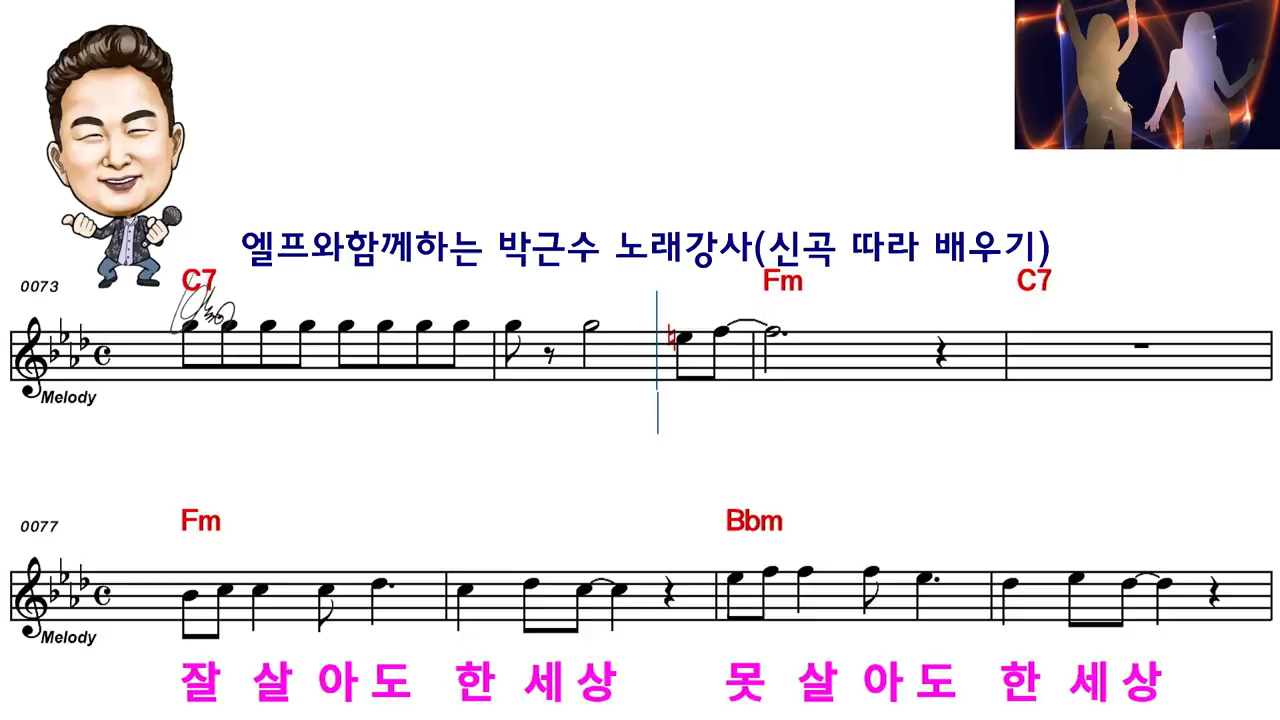 엘프와함께하는 박근수 노래강사(신곡 따라 배우기)
0073 C7 Fm C7
Melody
0077 Fm Bbm
Melody
잘 살 아 도 한 세 상 못 살 아 도 한 세 상